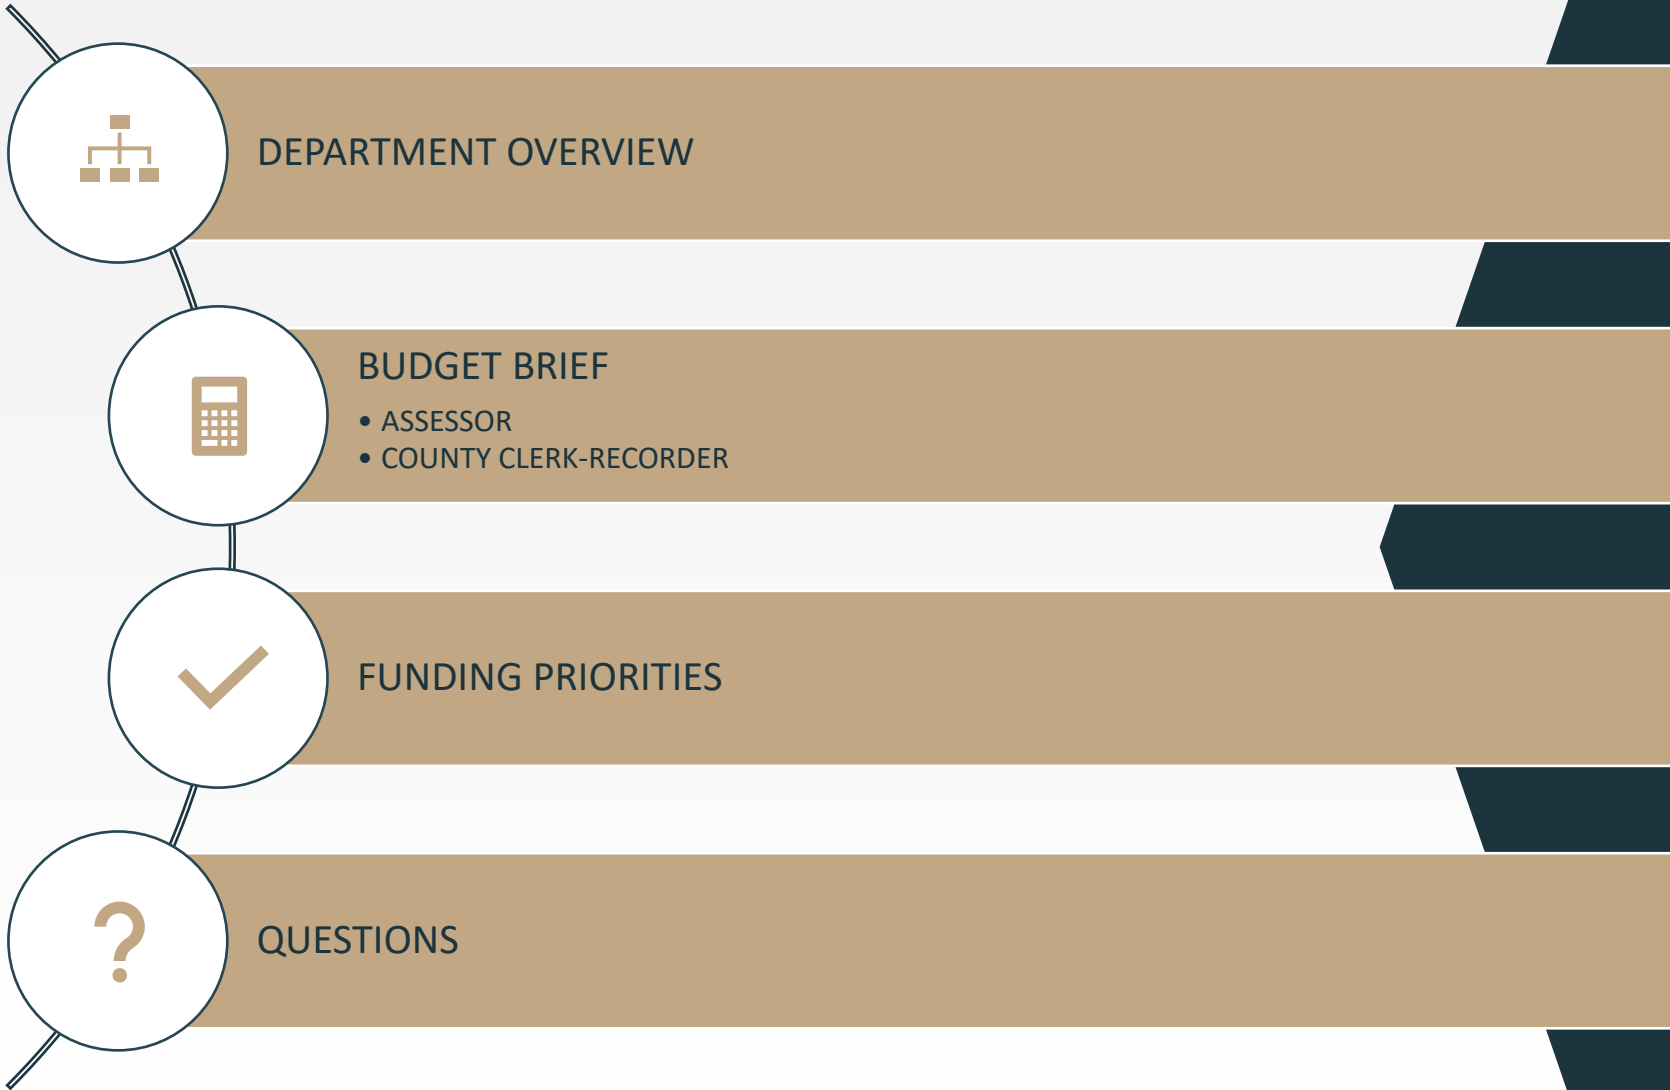 DEPARTMENT OVERVIEW
BUDGET BRIEF
• ASSESSOR
• COUNTY CLERK-RECORDER
FUNDING PRIORITIES
QUESTIONS